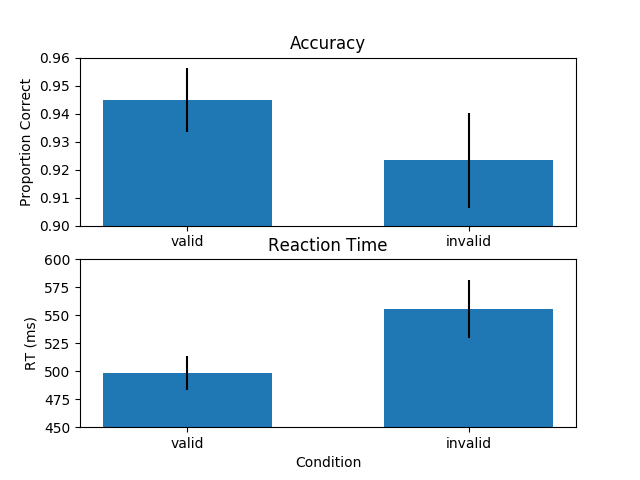 Accuracy
Proportion Correct
0.96
0.95
0.94
0.93
0.92
0.91
0.90
valid invalid
Reaction Time
RT (ms)
600
575
550
525
500
475
450
valid invalid
Condition